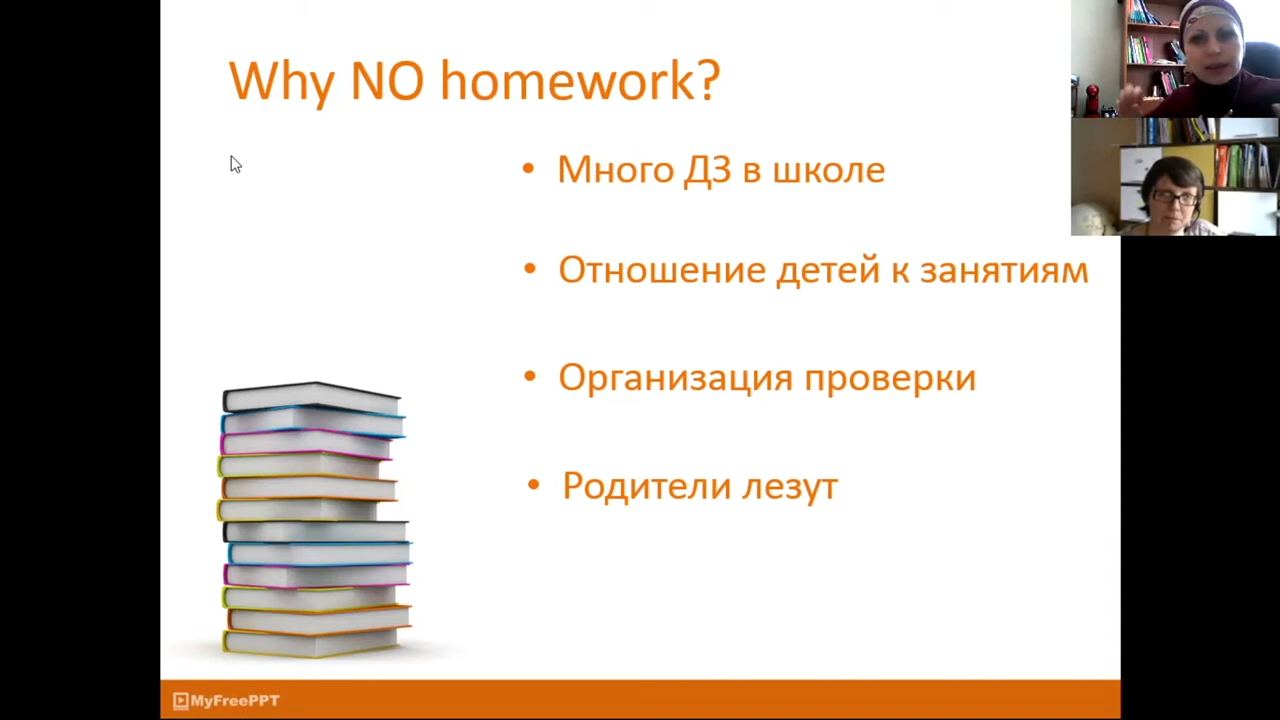 Why NO homework?
• Много ДЗ в школе
• Отношение детей к занятиям
• Организация проверки
• Родители лезут
MyFreePPT